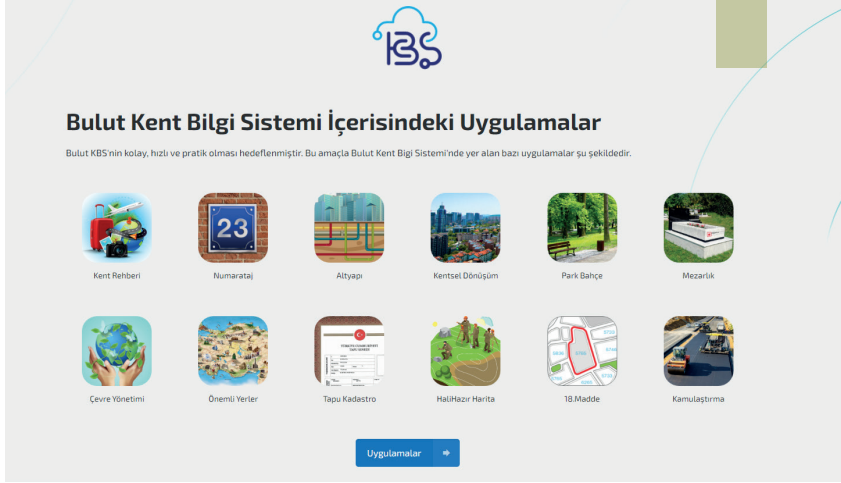 KBS
Bulut Kent Bilgi Sistemi İçerisindeki Uygulamalar
Bulut KBS'nin kolay, hızlı ve pratik olması hedeflenmiştir. Bu amaçla Bulut Kent Bigi Sistemi'nde yer alan bazı uygulamalar şu şekildedir.
23
Kent Rehberi
Numarataj
Altyapı
Kentsel Dönüşüm
Park Bahçe
Mezarlık
Çevre Yönetimi
Önemli Yerler
Tapu Kadastro
HaliHazır Harita
18.Madde
Kamulaştırma
Uygulamalar